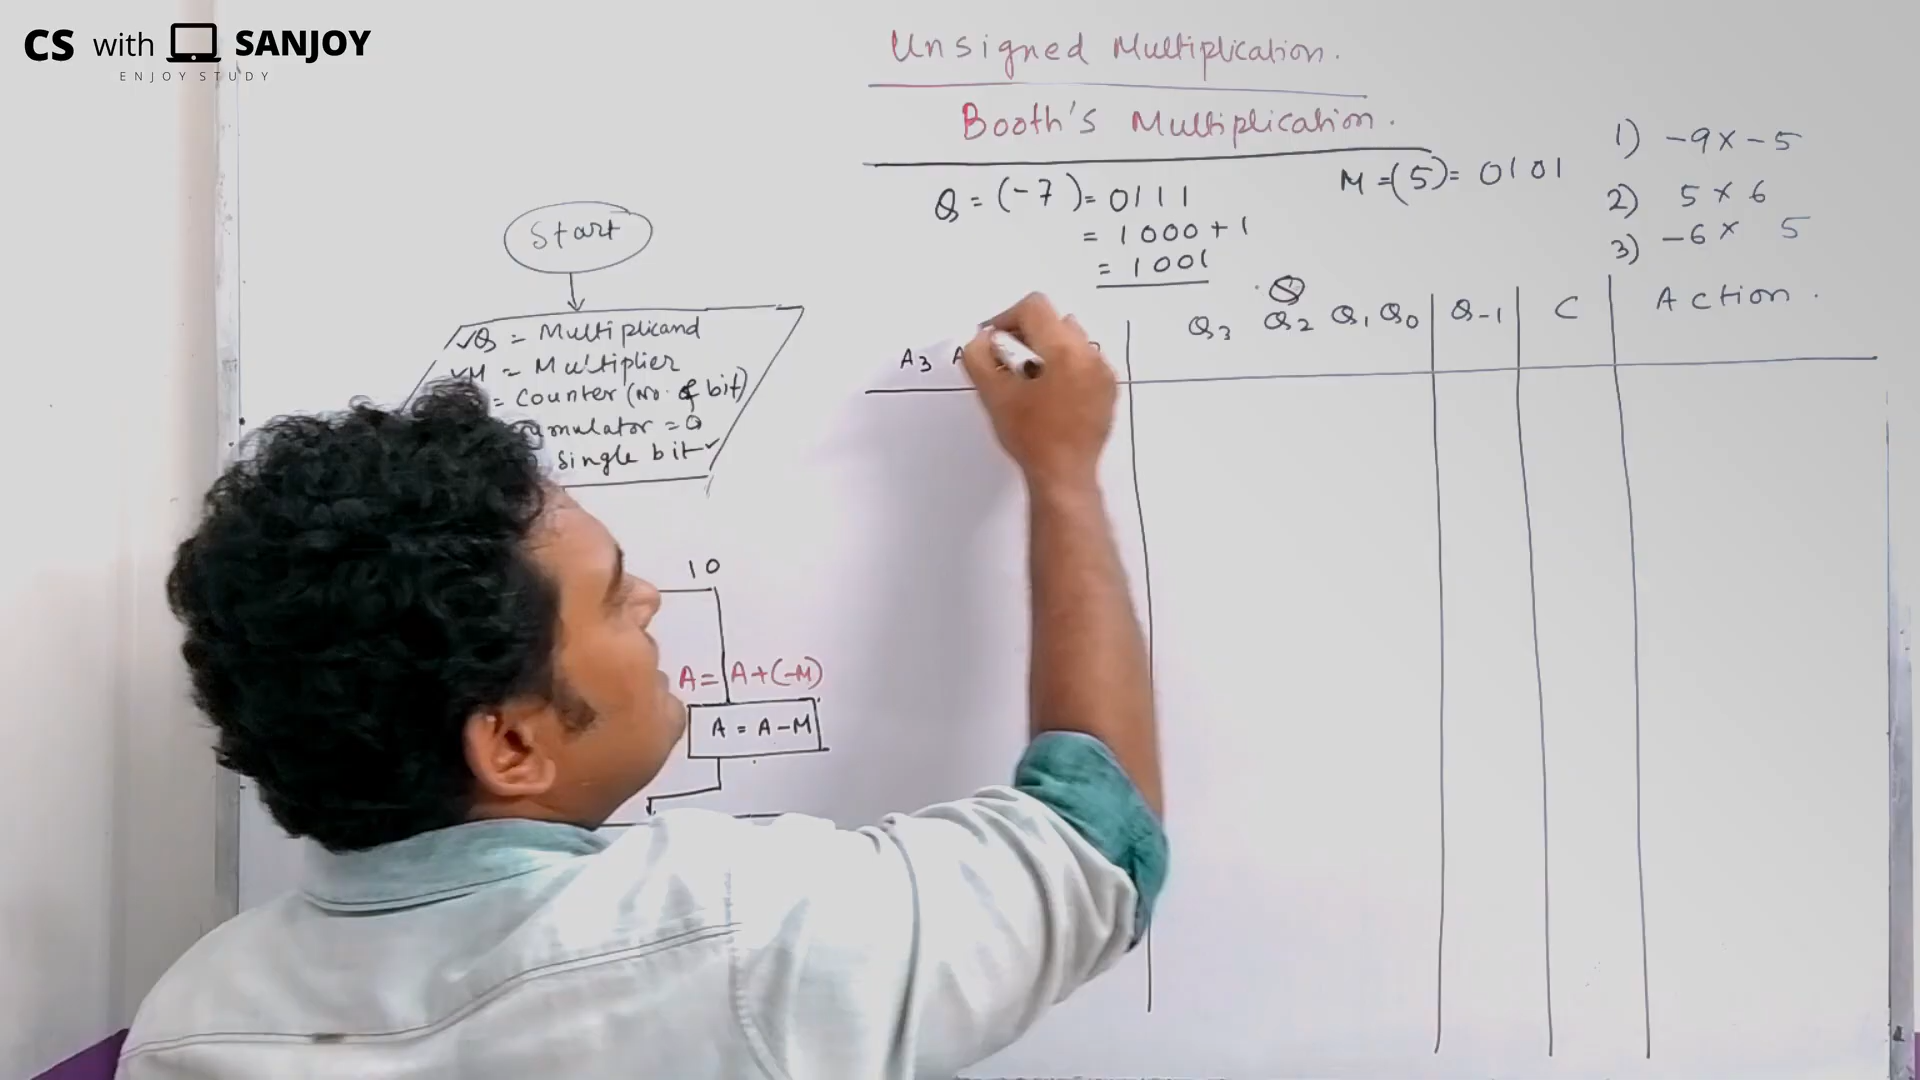 CS with SANJOY
ENJOY STUDY
Unsigned Multiplication.
Booth's Multiplication.
Q = (-7) = 0111
= 1000 + 1
= 1001
M = (5) = 0101
1) -9 x -5
2) 5 x 6
3) -6 x 5
Start
✓Q = Multiplicand
✓M = Multiplier
= Counter (No. of bit)
= 0
single bit ✓
Q
A3 A
Q3 Q2 Q1 Q0 Q-1 C Action.
10
A = A + (-M)
A = A - M